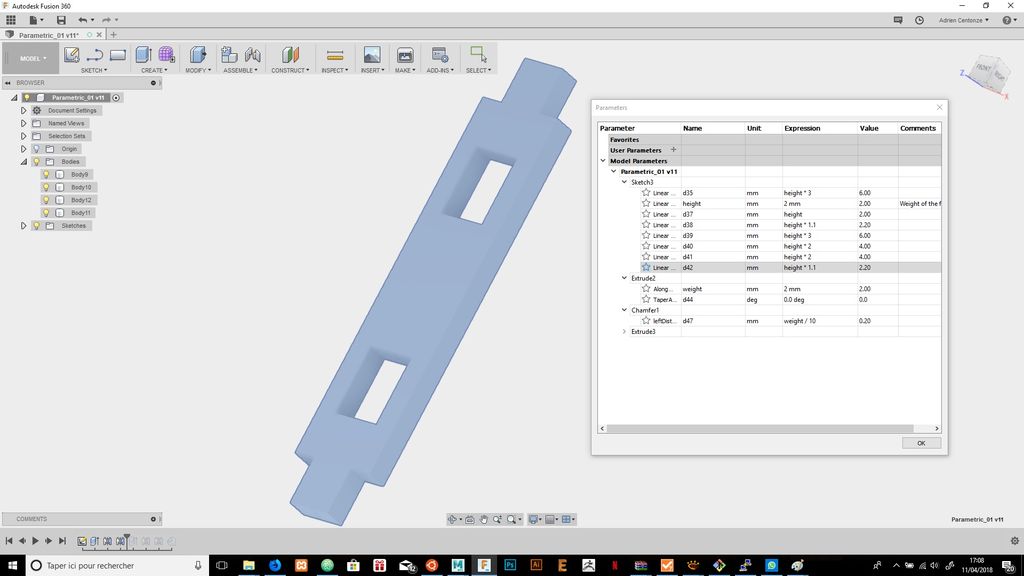 Autodesk Fusion 360
Adrien Centonze
Parametric_01 v11*
MODEL
SKETCH
CREATE
MODIFY
ASSEMBLE
CONSTRUCT
INSPECT
INSERT
MAKE
ADD-INS
SELECT
BROWSER
Parametric_01 v11
Document Settings
Named Views
Selection Sets
Origin
Bodies
Body9
Body10
Body12
Body11
Sketches
FRONT RIGHT
Z X
Parameters
Parameter Name Unit Expression Value Comments
Favorites
User Parameters
Model Parameters
Parametric_01 v11
Sketch3
Linear ... d35 mm height * 3 6.00
Linear ... height mm 2 mm 2.00 Weight of the f
Linear ... d37 mm height 2.00
Linear ... d38 mm height * 1.1 2.20
Linear ... d39 mm height * 3 6.00
Linear ... d40 mm height * 2 4.00
Linear ... d41 mm height * 2 4.00
Linear ... d42 mm height * 1.1 2.20
Extrude2
Along... weight mm 2 mm 2.00
TaperA... d44 deg 0.0 deg 0.0
Chamfer1
leftDist... d47 mm weight / 10 0.20
Extrude3
OK
COMMENTS
Parametric_01 v11
Taper ici pour rechercher
17:08
11/04/2018